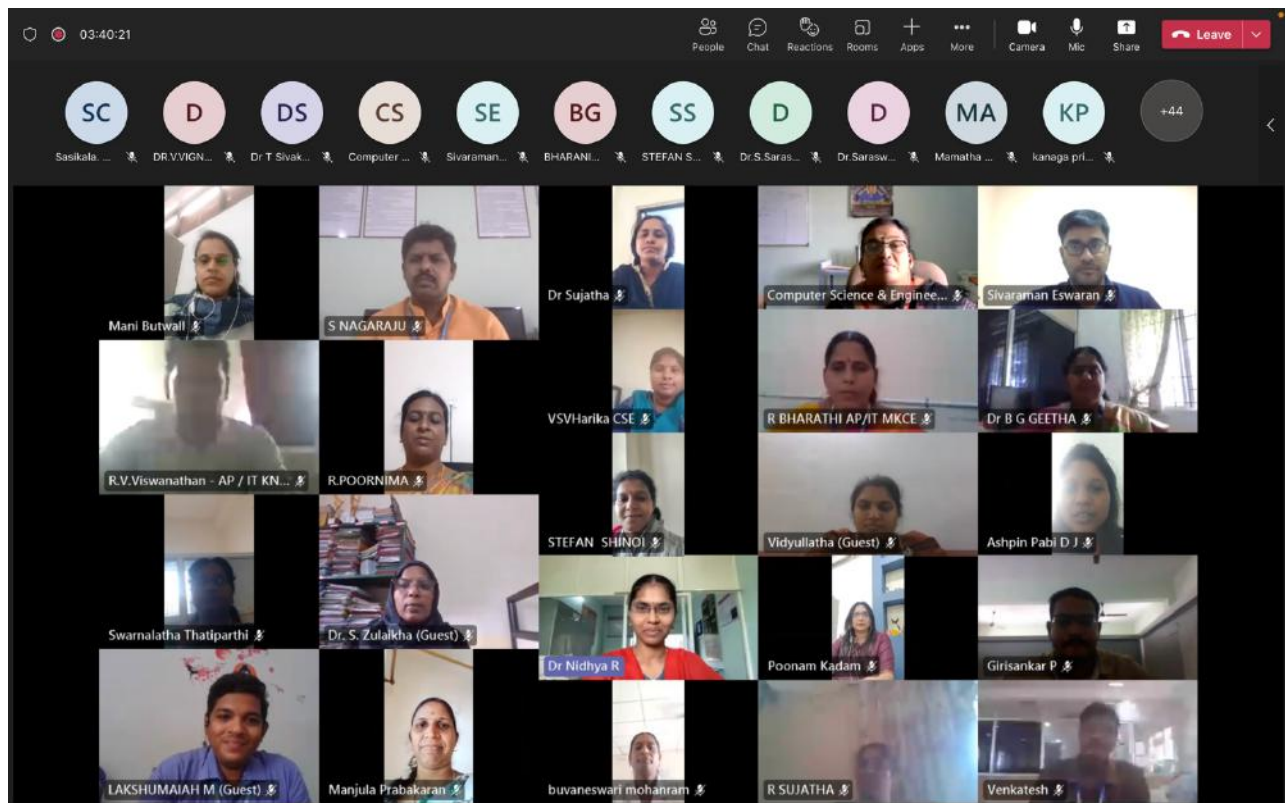 03:40:21
People Chat Reactions Rooms Apps More Camera Mic Share Leave
SC D DS CS SE BG SS D D MA KP +44
Sasikala. ... DR.V.VIGN... Dr T Sivak... Computer ... Sivaraman... BHARANI... STEFAN S... Dr.S.Saras... Dr.Sarasw... Mamatha ... kanaga pri...
Mani Butwall
S NAGARAJU
Dr Sujatha
Computer Science & Enginee...
Sivaraman Eswaran
R.V.Viswanathan - AP / IT KN...
R.POORNIMA
VSVHarika CSE
R BHARATHI AP/IT MKCE
Dr B G GEETHA
STEFAN SHINOI
Vidyullatha (Guest)
Ashpin Pabi D J
Swarnalatha Thatiparthi
Dr. S. Zulaikha (Guest)
Dr Nidhya R
Poonam Kadam
Girisankar P
LAKSHUMAIAH M (Guest)
Manjula Prabakaran
buvaneswari mohanram
R SUJATHA
Venkatesh